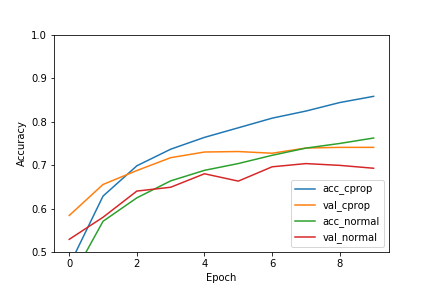 1.0
0.9
0.8
0.7
0.6
0.5
Accuracy
0 2 4 6 8
Epoch
acc_cprop
val_cprop
acc_normal
val_normal